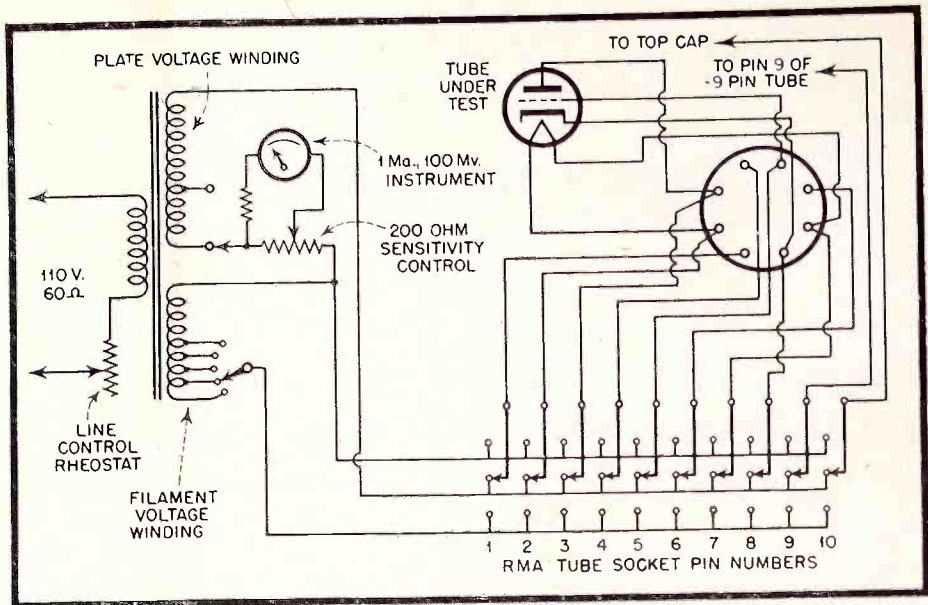 PLATE VOLTAGE WINDING
TUBE
UNDER
TEST
TO TOP CAP
TO PIN 9 OF
-9 PIN TUBE
1 Ma., 100 Mv.
INSTRUMENT
200 OHM
SENSITIVITY
CONTROL
110 V.
60Ω
LINE
CONTROL
RHEOSTAT
FILAMENT
VOLTAGE
WINDING
1 2 3 4 5 6 7 8 9 10
RMA TUBE SOCKET PIN NUMBERS